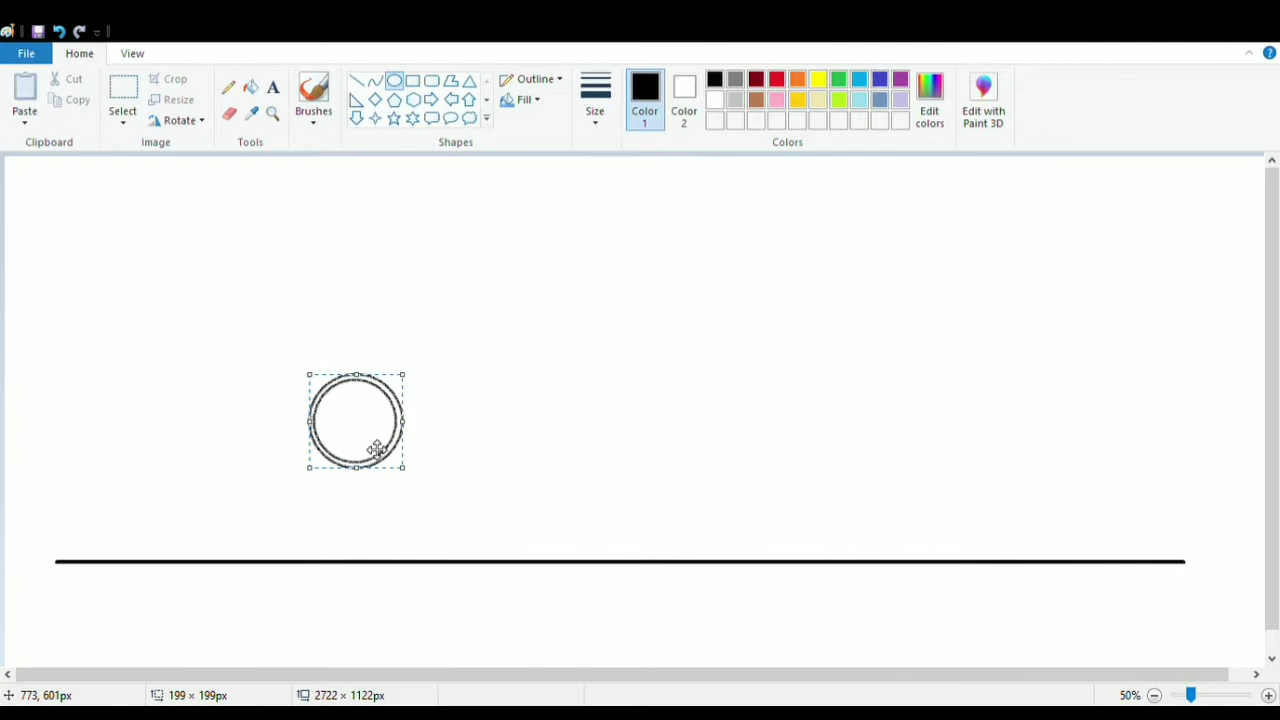 File Home View
Paste Cut Copy Clipboard
Select Crop Resize Rotate Image
Tools
Brushes
Shapes
Outline Fill
Size
Color 1 Color 2 Edit colors Colors
Edit with Paint 3D
773, 601px 199 × 199px 2722 × 1122px 50%